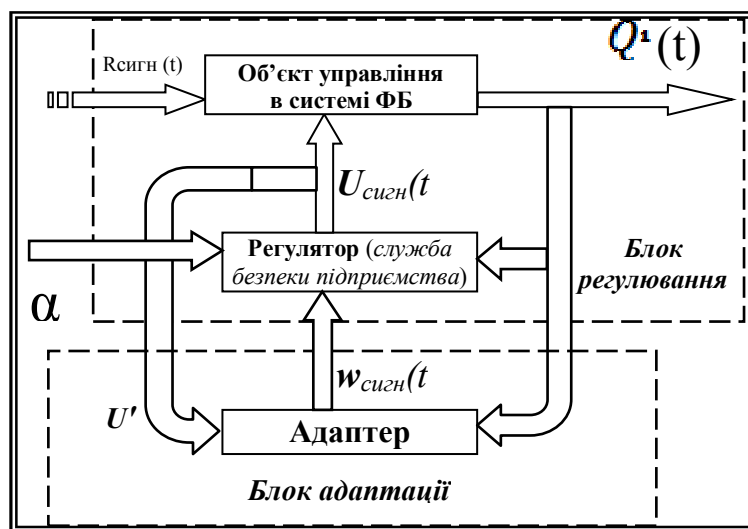 Q¹(t)
Rсигн (t)
Об’єкт управління
в системі ФБ
Uсигн(t
Регулятор (служба
безпеки підприємства)
Блок
регулювання
α
wсигн(t
U'
Адаптер
Блок адаптації